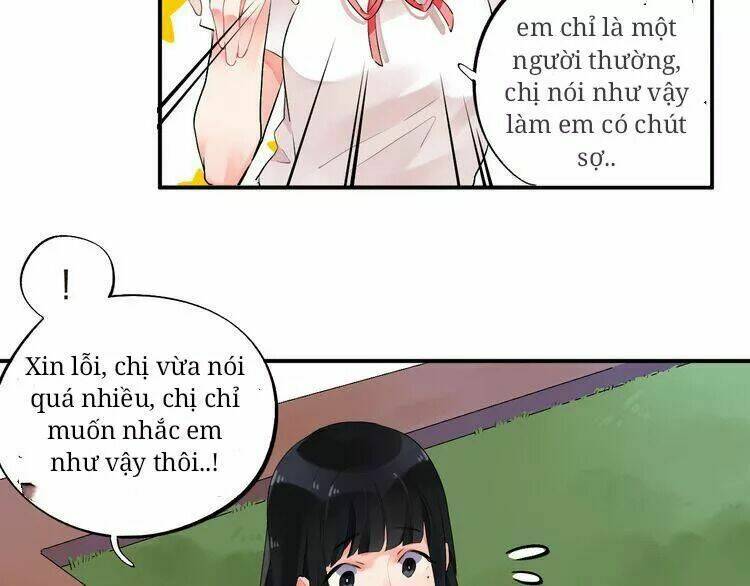 em chỉ là một
người thường,
chị nói như vậy
làm em có chút
sợ..
!
Xin lỗi, chị vừa nói
quá nhiều, chị chỉ
muốn nhắc em
như vậy thôi..!